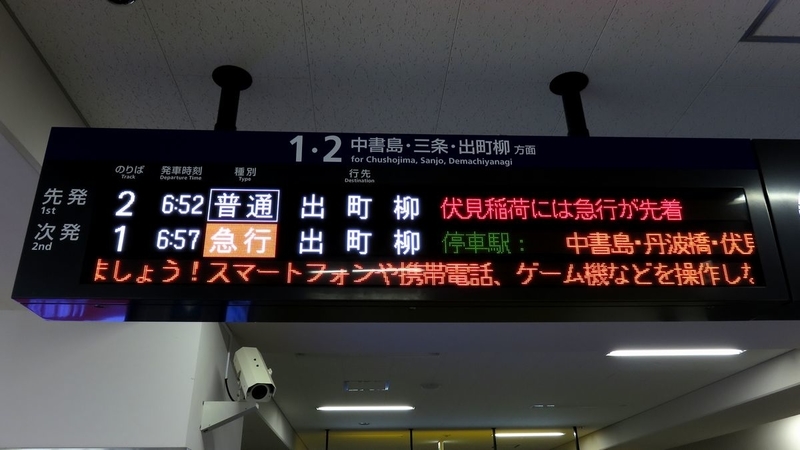 1・2 中書島・三条・出町柳 方面
for Chushojima, Sanjo, Demachiyanagi
のりば 発車時刻 種別 行先
Track Departure Time Type Destination
先発 2 6:52 普通 出町柳 伏見稲荷には急行が先着
1st
次発 1 6:57 急行 出町柳 停車駅： 中書島・丹波橋・伏見
2nd
ましょう！スマートフォンや携帯電話、ゲーム機などを操作しな